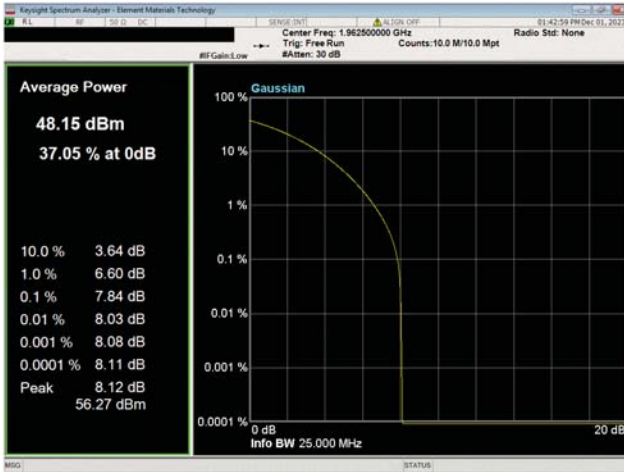 Keysight Spectrum Analyzer - Element Materials Technology
RL RF 50 Ω DC SENSE:INT ALIGN OFF 01:42:59 PM Dec 01, 2023
Center Freq: 1.962500000 GHz Radio Std: None
Trig: Free Run Counts:10.0 M/10.0 Mpt
#IFGain:Low #Atten: 30 dB
Average Power
48.15 dBm
37.05 % at 0dB
10.0 % 3.64 dB
1.0 % 6.60 dB
0.1 % 7.84 dB
0.01 % 8.03 dB
0.001 % 8.08 dB
0.0001 % 8.11 dB
Peak 8.12 dB
56.27 dBm
Gaussian
100 %
10 %
1 %
0.1 %
0.01 %
0.001 %
0.0001 %
0 dB 20 dB
Info BW 25.000 MHz
MSG STATUS